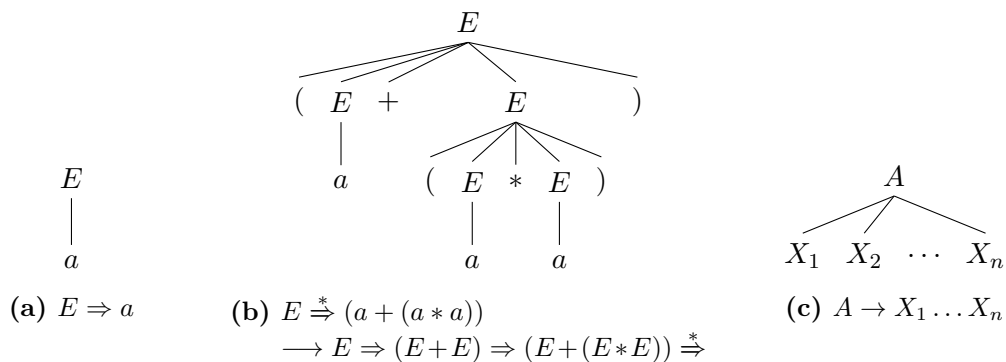 E
( E + E )
a ( E * E )
E A
a a a X₁ X₂ ⋯ Xₙ
(a) E ⇒ a (b) E ⇒* (a + (a * a)) (c) A → X₁ … Xₙ
⟶ E ⇒ (E+E) ⇒ (E+(E*E)) ⇒*